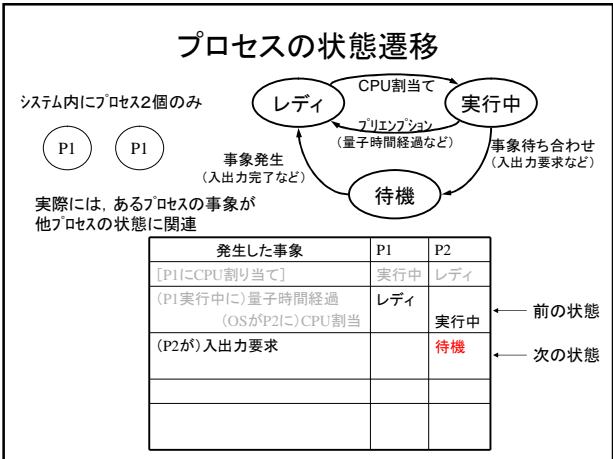 プロセスの状態遷移
システム内にプロセス2個のみ
P1 P1
レディ
CPU割当て
実行中
プリエンプション
(量子時間経過など)
事象発生
(入出力完了など)
事象待ち合わせ
(入出力要求など)
待機
実際には，あるプロセスの事象が
他プロセスの状態に関連
発生した事象 P1 P2
[P1にCPU割り当て] 実行中 レディ
(P1実行中に)量子時間経過 レディ
(OSがP2に)CPU割当 実行中
前の状態
(P2が)入出力要求 待機
次の状態